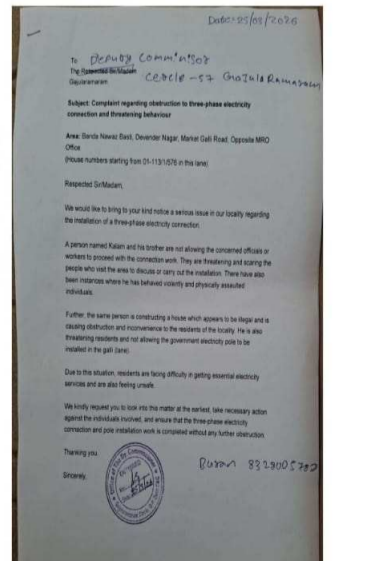 Date:- 25/03/2026
To
Deputy Commissor
The Respected Sir/Madam
Circle - 57 Gajula Ramaram
Gajularamaram
Subject: Complaint regarding obstruction to three-phase electricity
connection and threatening behaviour
Area: Banda Nawaz Basti, Devender Nagar, Market Galli Road, Opposite MRO
Office
(House numbers starting from 01-113/1/576 in this lane)
Respected Sir/Madam,
We would like to bring to your kind notice a serious issue in our locality regarding
the installation of a three-phase electricity connection.
A person named Kalam and his brother are not allowing the concerned officials or
workers to proceed with the connection work. They are threatening and scaring the
people who visit the area to discuss or carry out the installation. There have also
been instances where he has behaved violently and physically assaulted
individuals.
Further, the same person is constructing a house which appears to be illegal and is
causing obstruction and inconvenience to the residents of the locality. He is also
threatening residents and not allowing the government electricity pole to be
installed in the galli (lane).
Due to this situation, residents are facing difficulty in getting essential electricity
services and are also feeling unsafe.
We kindly request you to look into this matter at the earliest, take necessary action
against the individuals involved, and ensure that the three-phase electricity
connection and pole installation work is completed without any further obstruction.
Thanking you
Sincerely,
Buran 8328005782